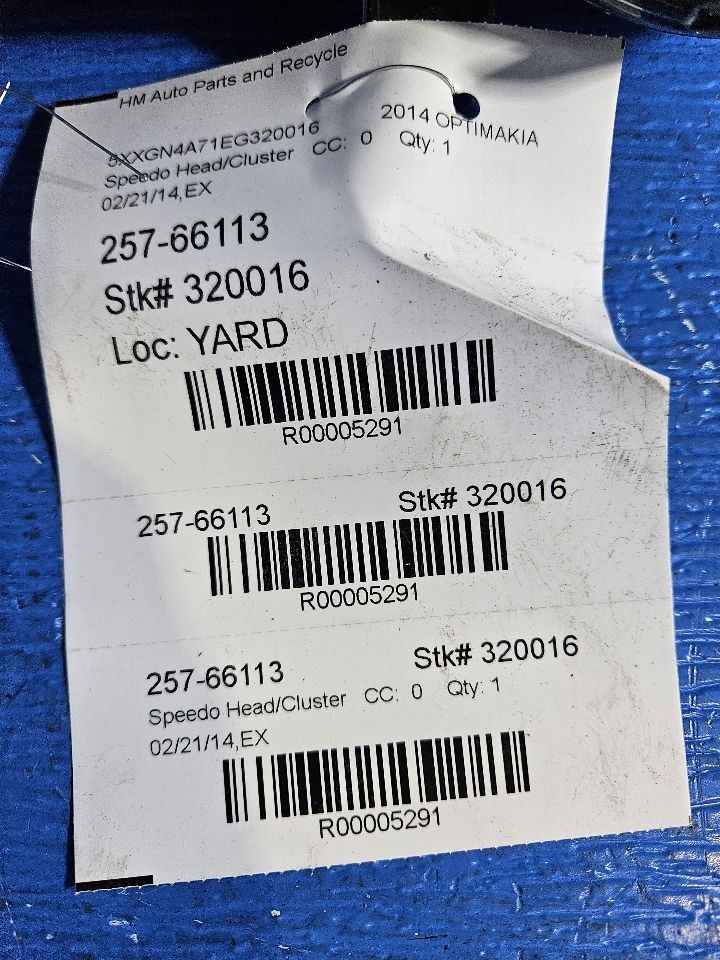 HM Auto Parts and Recycle
5XXGN4A71EG320016
2014 OPTIMAKIA
Speedo Head/Cluster CC: 0 Qty: 1
02/21/14,EX
257-66113
Stk# 320016
Loc: YARD
R00005291
257-66113 Stk# 320016
R00005291
257-66113 Stk# 320016
Speedo Head/Cluster CC: 0 Qty: 1
02/21/14,EX
R00005291